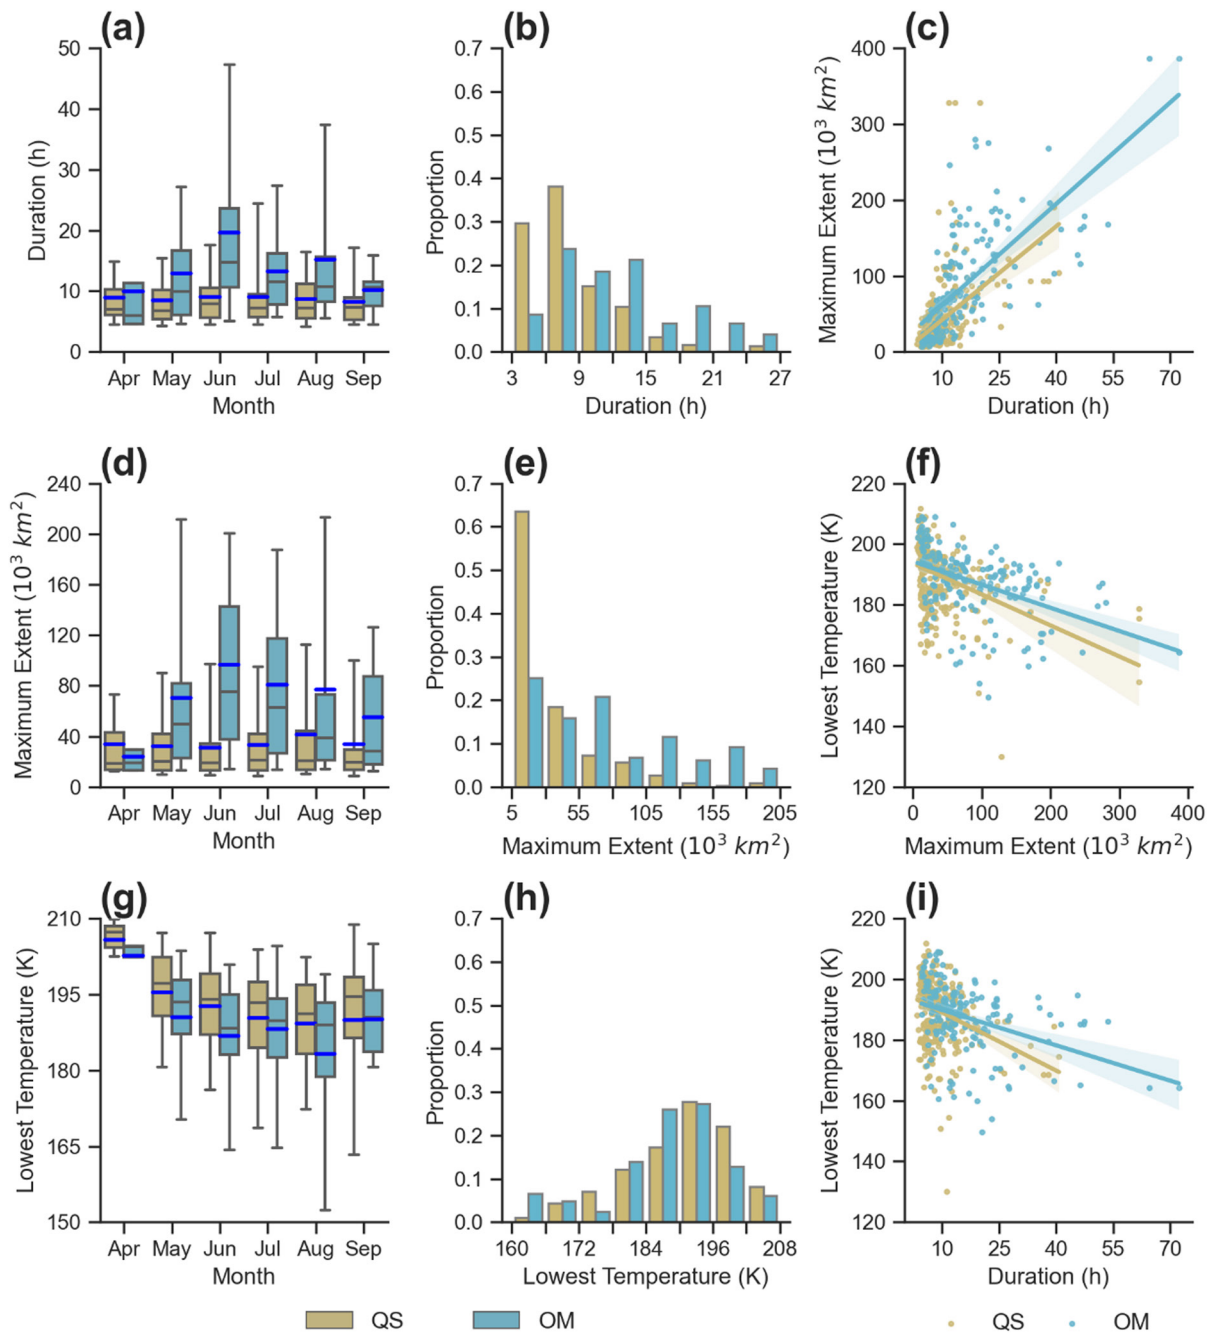 (a)
50
40
30
20
10
0
Duration (h)
Apr May Jun Jul Aug Sep
Month
(b)
0.7
0.6
0.5
0.4
0.3
0.2
0.1
0.0
Proportion
3 9 15 21 27
Duration (h)
(c)
400
300
200
100
0
Maximum Extent (10³ km²)
10 25 40 55 70
Duration (h)
(d)
240
200
160
120
80
40
0
Maximum Extent (10³ km²)
Apr May Jun Jul Aug Sep
Month
(e)
0.7
0.6
0.5
0.4
0.3
0.2
0.1
0.0
Proportion
5 55 105 155 205
Maximum Extent (10³ km²)
(f)
220
200
180
160
140
120
Lowest Temperature (K)
0 100 200 300 400
Maximum Extent (10³ km²)
(g)
210
195
180
165
150
Lowest Temperature (K)
Apr May Jun Jul Aug Sep
Month
(h)
0.7
0.6
0.5
0.4
0.3
0.2
0.1
0.0
Proportion
160 172 184 196 208
Lowest Temperature (K)
(i)
220
200
180
160
140
120
Lowest Temperature (K)
10 25 40 55 70
Duration (h)
QS OM
QS OM